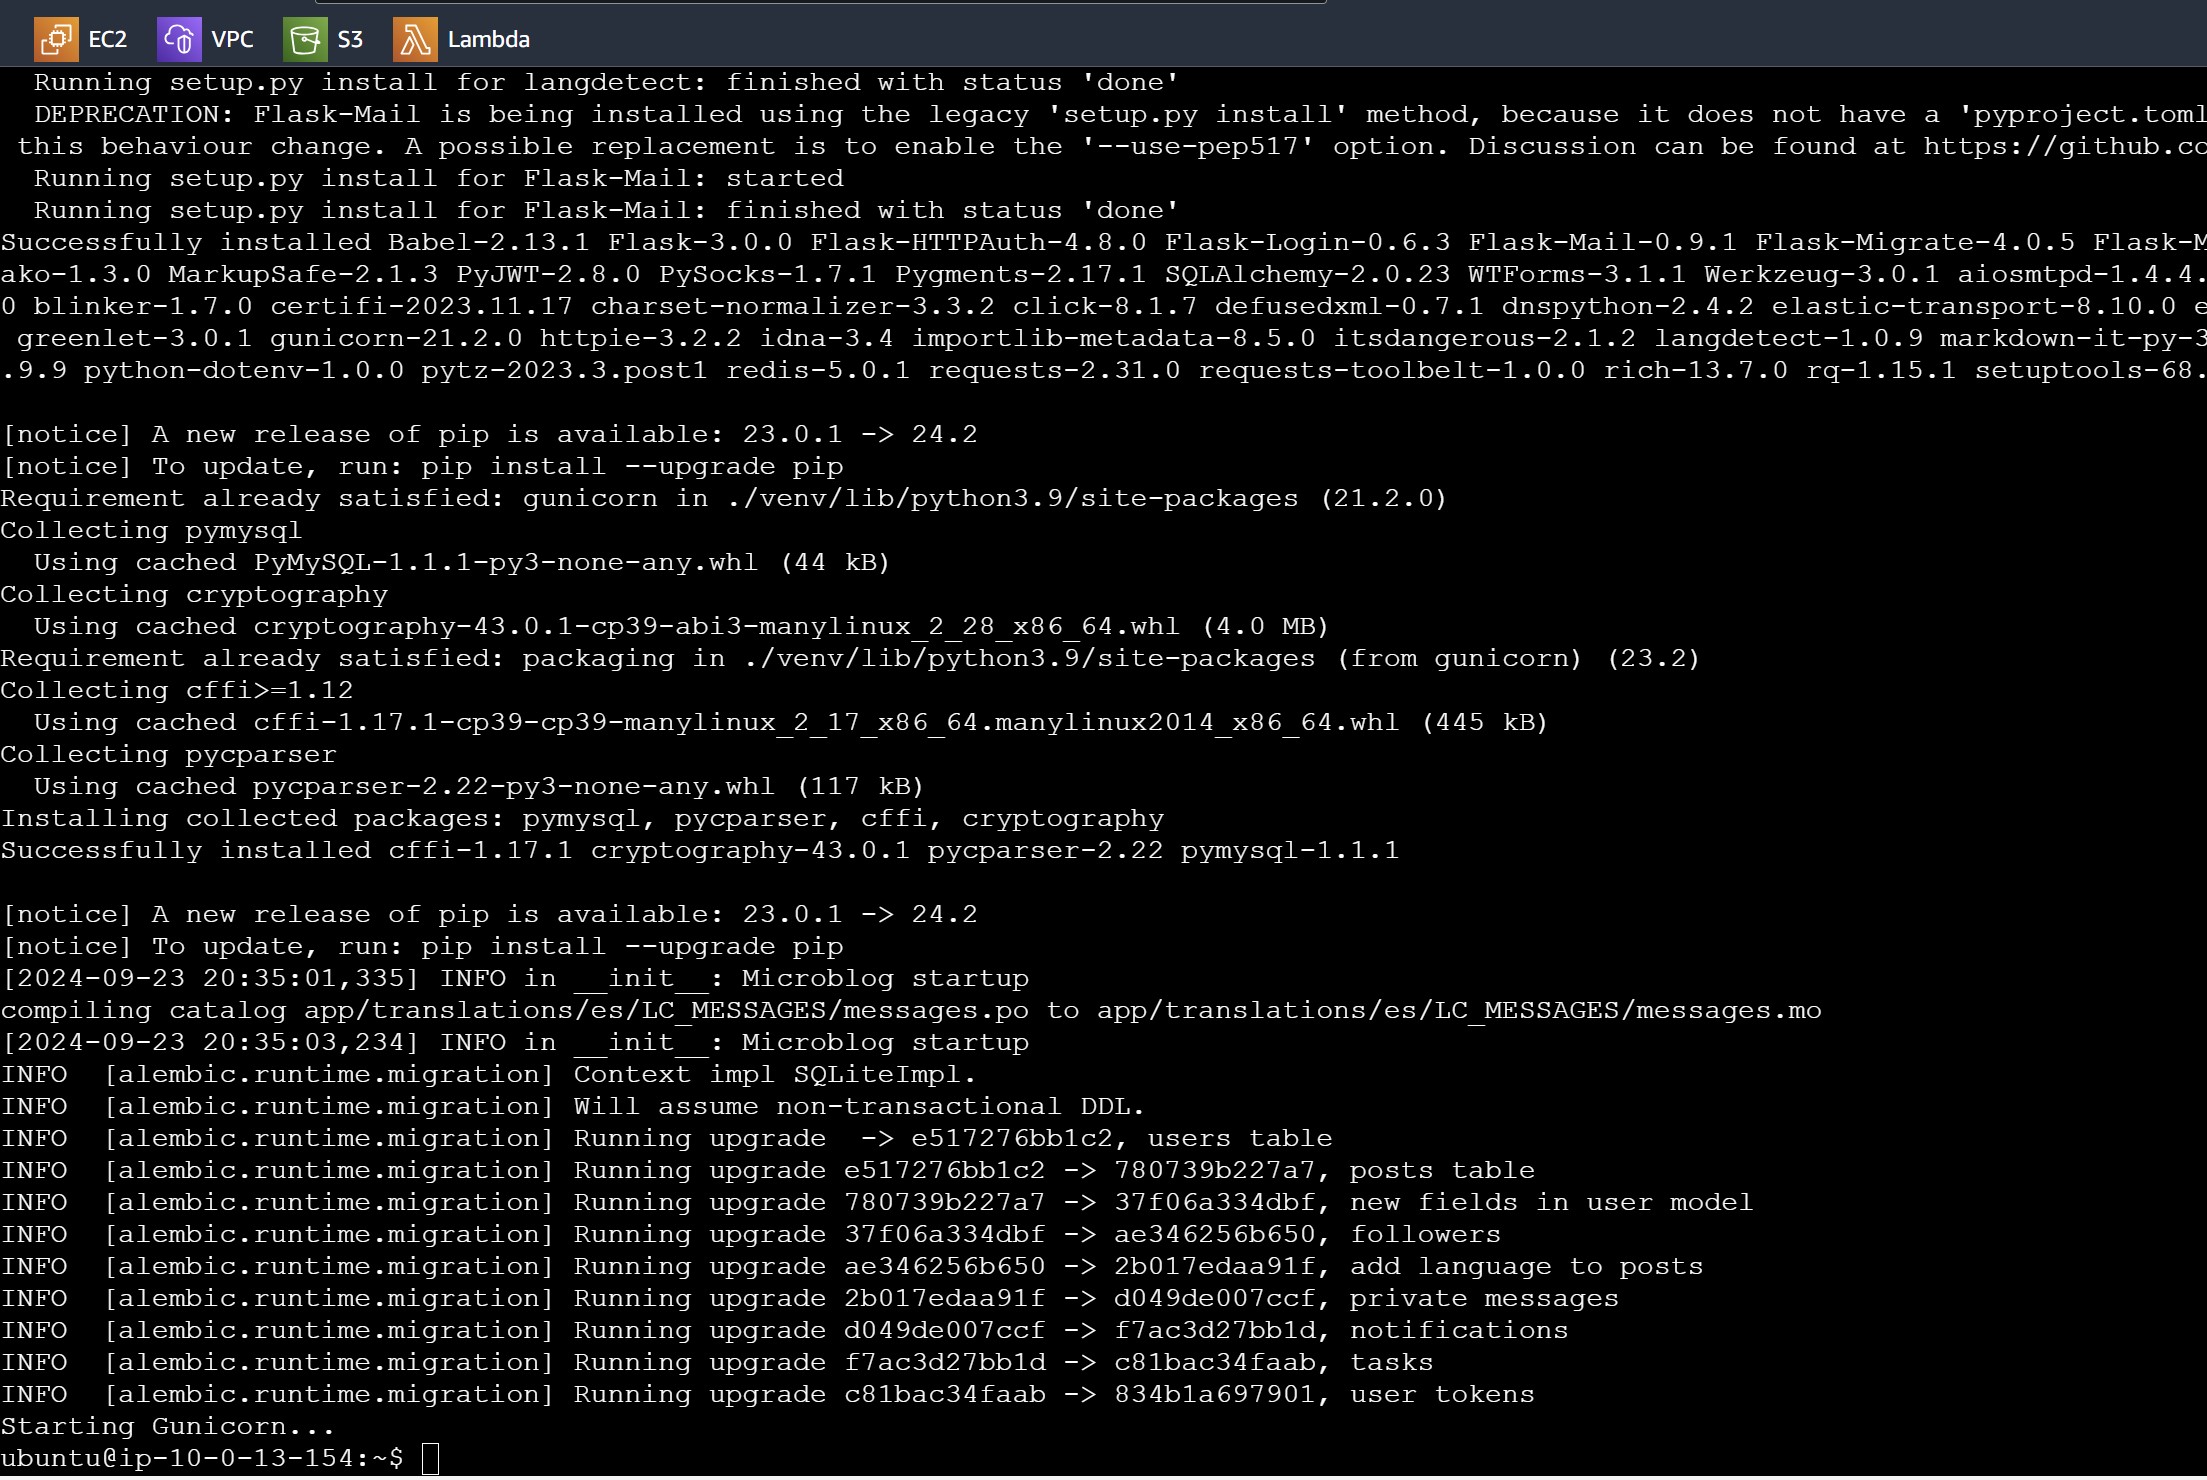 EC2 VPC S3 Lambda
Running setup.py install for langdetect: finished with status 'done'
DEPRECATION: Flask-Mail is being installed using the legacy 'setup.py install' method, because it does not have a 'pyproject.toml
this behaviour change. A possible replacement is to enable the '--use-pep517' option. Discussion can be found at https://github.co
Running setup.py install for Flask-Mail: started
Running setup.py install for Flask-Mail: finished with status 'done'
Successfully installed Babel-2.13.1 Flask-3.0.0 Flask-HTTPAuth-4.8.0 Flask-Login-0.6.3 Flask-Mail-0.9.1 Flask-Migrate-4.0.5 Flask-M
ako-1.3.0 MarkupSafe-2.1.3 PyJWT-2.8.0 PySocks-1.7.1 Pygments-2.17.1 SQLAlchemy-2.0.23 WTForms-3.1.1 Werkzeug-3.0.1 aiosmtpd-1.4.4.
0 blinker-1.7.0 certifi-2023.11.17 charset-normalizer-3.3.2 click-8.1.7 defusedxml-0.7.1 dnspython-2.4.2 elastic-transport-8.10.0 e
greenlet-3.0.1 gunicorn-21.2.0 httpie-3.2.2 idna-3.4 importlib-metadata-8.5.0 itsdangerous-2.1.2 langdetect-1.0.9 markdown-it-py-3
.9.9 python-dotenv-1.0.0 pytz-2023.3.post1 redis-5.0.1 requests-2.31.0 requests-toolbelt-1.0.0 rich-13.7.0 rq-1.15.1 setuptools-68.
[notice] A new release of pip is available: 23.0.1 -> 24.2
[notice] To update, run: pip install --upgrade pip
Requirement already satisfied: gunicorn in ./venv/lib/python3.9/site-packages (21.2.0)
Collecting pymysql
Using cached PyMySQL-1.1.1-py3-none-any.whl (44 kB)
Collecting cryptography
Using cached cryptography-43.0.1-cp39-abi3-manylinux_2_28_x86_64.whl (4.0 MB)
Requirement already satisfied: packaging in ./venv/lib/python3.9/site-packages (from gunicorn) (23.2)
Collecting cffi>=1.12
Using cached cffi-1.17.1-cp39-cp39-manylinux_2_17_x86_64.manylinux2014_x86_64.whl (445 kB)
Collecting pycparser
Using cached pycparser-2.22-py3-none-any.whl (117 kB)
Installing collected packages: pymysql, pycparser, cffi, cryptography
Successfully installed cffi-1.17.1 cryptography-43.0.1 pycparser-2.22 pymysql-1.1.1
[notice] A new release of pip is available: 23.0.1 -> 24.2
[notice] To update, run: pip install --upgrade pip
[2024-09-23 20:35:01,335] INFO in __init__: Microblog startup
compiling catalog app/translations/es/LC_MESSAGES/messages.po to app/translations/es/LC_MESSAGES/messages.mo
[2024-09-23 20:35:03,234] INFO in __init__: Microblog startup
INFO  [alembic.runtime.migration] Context impl SQLiteImpl.
INFO  [alembic.runtime.migration] Will assume non-transactional DDL.
INFO  [alembic.runtime.migration] Running upgrade  -> e517276bb1c2, users table
INFO  [alembic.runtime.migration] Running upgrade e517276bb1c2 -> 780739b227a7, posts table
INFO  [alembic.runtime.migration] Running upgrade 780739b227a7 -> 37f06a334dbf, new fields in user model
INFO  [alembic.runtime.migration] Running upgrade 37f06a334dbf -> ae346256b650, followers
INFO  [alembic.runtime.migration] Running upgrade ae346256b650 -> 2b017edaa91f, add language to posts
INFO  [alembic.runtime.migration] Running upgrade 2b017edaa91f -> d049de007ccf, private messages
INFO  [alembic.runtime.migration] Running upgrade d049de007ccf -> f7ac3d27bb1d, notifications
INFO  [alembic.runtime.migration] Running upgrade f7ac3d27bb1d -> c81bac34faab, tasks
INFO  [alembic.runtime.migration] Running upgrade c81bac34faab -> 834b1a697901, user tokens
Starting Gunicorn...
ubuntu@ip-10-0-13-154:~$